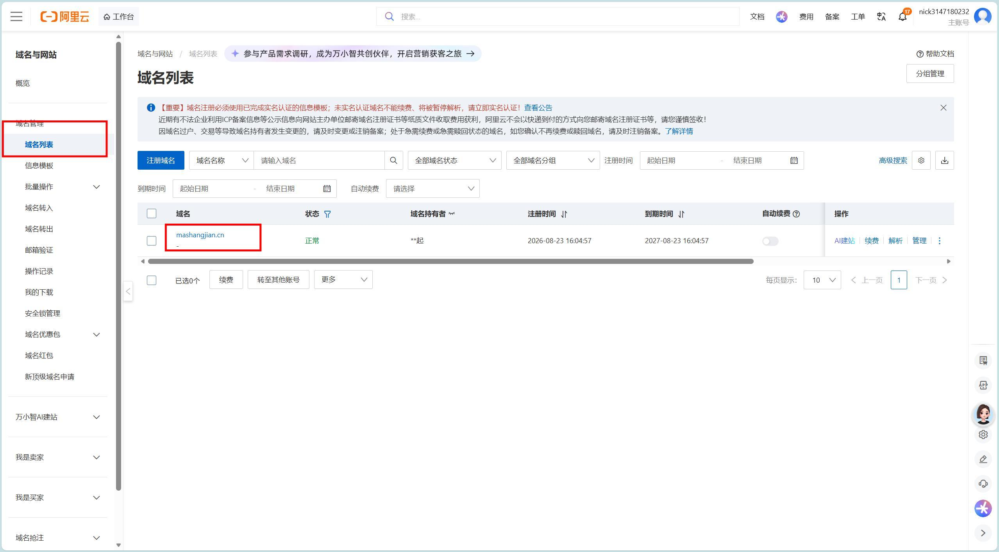 阿里云
工作台
搜索...
文档
费用
备案
工单
17
nick3147180232
主账号
域名与网站
概览
域名管理
域名列表
信息模板
批量操作
域名转入
域名转出
邮箱验证
操作记录
我的下载
安全锁管理
域名优惠包
域名红包
新顶级域名申请
万小智AI建站
我是卖家
我是买家
域名抢注
域名与网站 / 域名列表
参与产品需求调研，成为万小智共创伙伴，开启营销获客之旅
帮助文档
域名列表
分组管理
【重要】域名注册必须使用已完成实名认证的信息模板；未实名认证域名不能续费、将被暂停解析，请立即实名认证！查看公告
近期有不法企业利用ICP备案信息等公示信息向网站主办单位邮寄域名注册证书等纸质文件收取费用获利，阿里云不会以快递到付的方式向您邮寄域名注册证书等，请您谨慎签收！
因域名过户、交易等导致域名持有者发生变更的，请及时变更或注销备案；处于急需续费或急需赎回状态的域名，如您确认不再续费或赎回域名，请及时注销备案。了解详情
注册域名 域名名称 请输入域名 全部域名状态 全部域名分组 注册时间 起始日期 - 结束日期 高级搜索
到期时间 起始日期 - 结束日期 自动续费 请选择
域名 状态 域名持有者 注册时间 到期时间 自动续费 操作
mashangjian.cn 正常 **起 2026-08-23 16:04:57 2027-08-23 16:04:57 AI建站 续费 解析 管理
-
已选0个 续费 转至其他账号 更多 每页显示： 10 上一页 1 下一页
APP